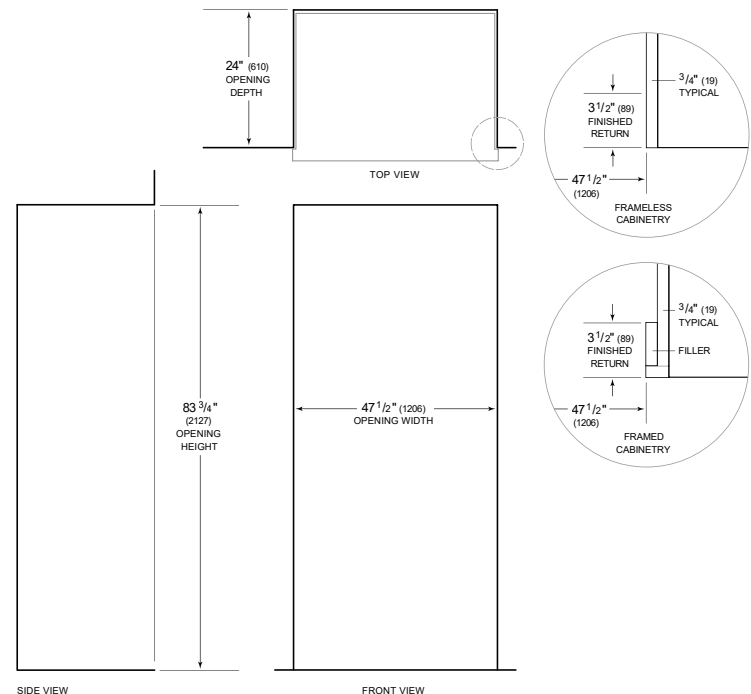 24" (610)
OPENING
DEPTH
TOP VIEW
3/4" (19)
TYPICAL
3 1/2" (89)
FINISHED
RETURN
47 1/2"
(1206)
FRAMELESS
CABINETRY
3/4" (19)
TYPICAL
3 1/2" (89)
FINISHED
RETURN
FILLER
47 1/2"
(1206)
FRAMED
CABINETRY
83 3/4"
(2127)
OPENING
HEIGHT
47 1/2" (1206)
OPENING WIDTH
SIDE VIEW
FRONT VIEW